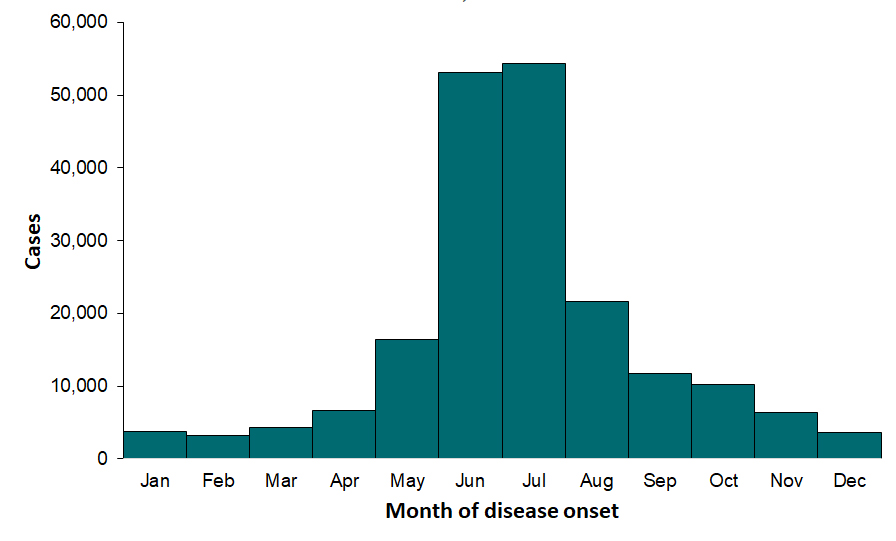 60,000
50,000
40,000
30,000
20,000
10,000
0
Cases
Jan Feb Mar Apr May Jun Jul Aug Sep Oct Nov Dec
Month of disease onset